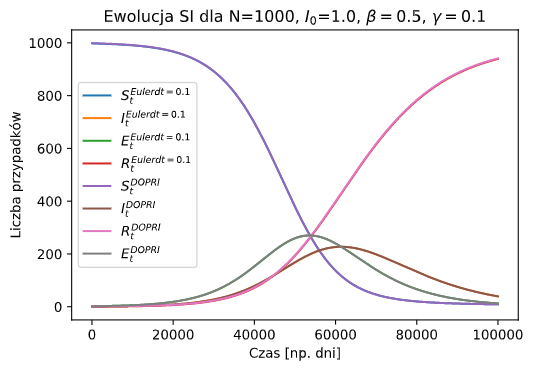 Ewolucja SI dla N=1000, I₀=1.0, β = 0.5, γ = 0.1
Liczba przypadków
1000
800
600
400
200
0
S_t^{Eulerdt=0.1}
I_t^{Eulerdt=0.1}
E_t^{Eulerdt=0.1}
R_t^{Eulerdt=0.1}
S_t^{DOPRI}
I_t^{DOPRI}
R_t^{DOPRI}
E_t^{DOPRI}
0 20000 40000 60000 80000 100000
Czas [np. dni]